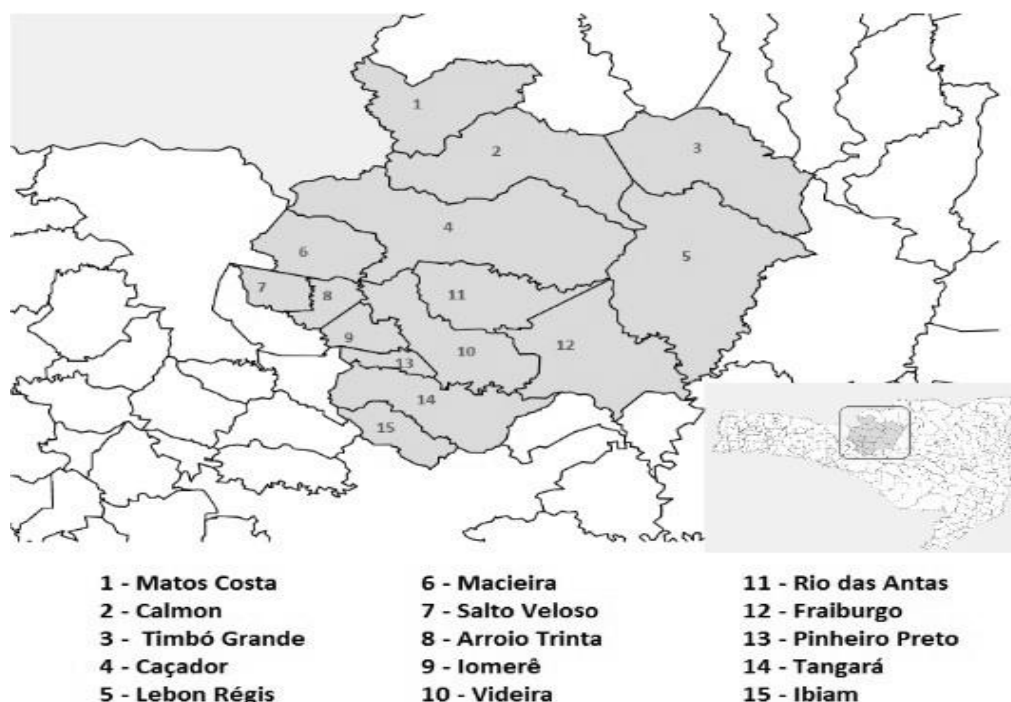 1
2
3
4
5
6
7
8
9
10
11
12
13
14
15
1 - Matos Costa
2 - Calmon
3 - Timbó Grande
4 - Caçador
5 - Lebon Régis
6 - Macieira
7 - Salto Veloso
8 - Arroio Trinta
9 - Iomerê
10 - Videira
11 - Rio das Antas
12 - Fraiburgo
13 - Pinheiro Preto
14 - Tangará
15 - Ibiam